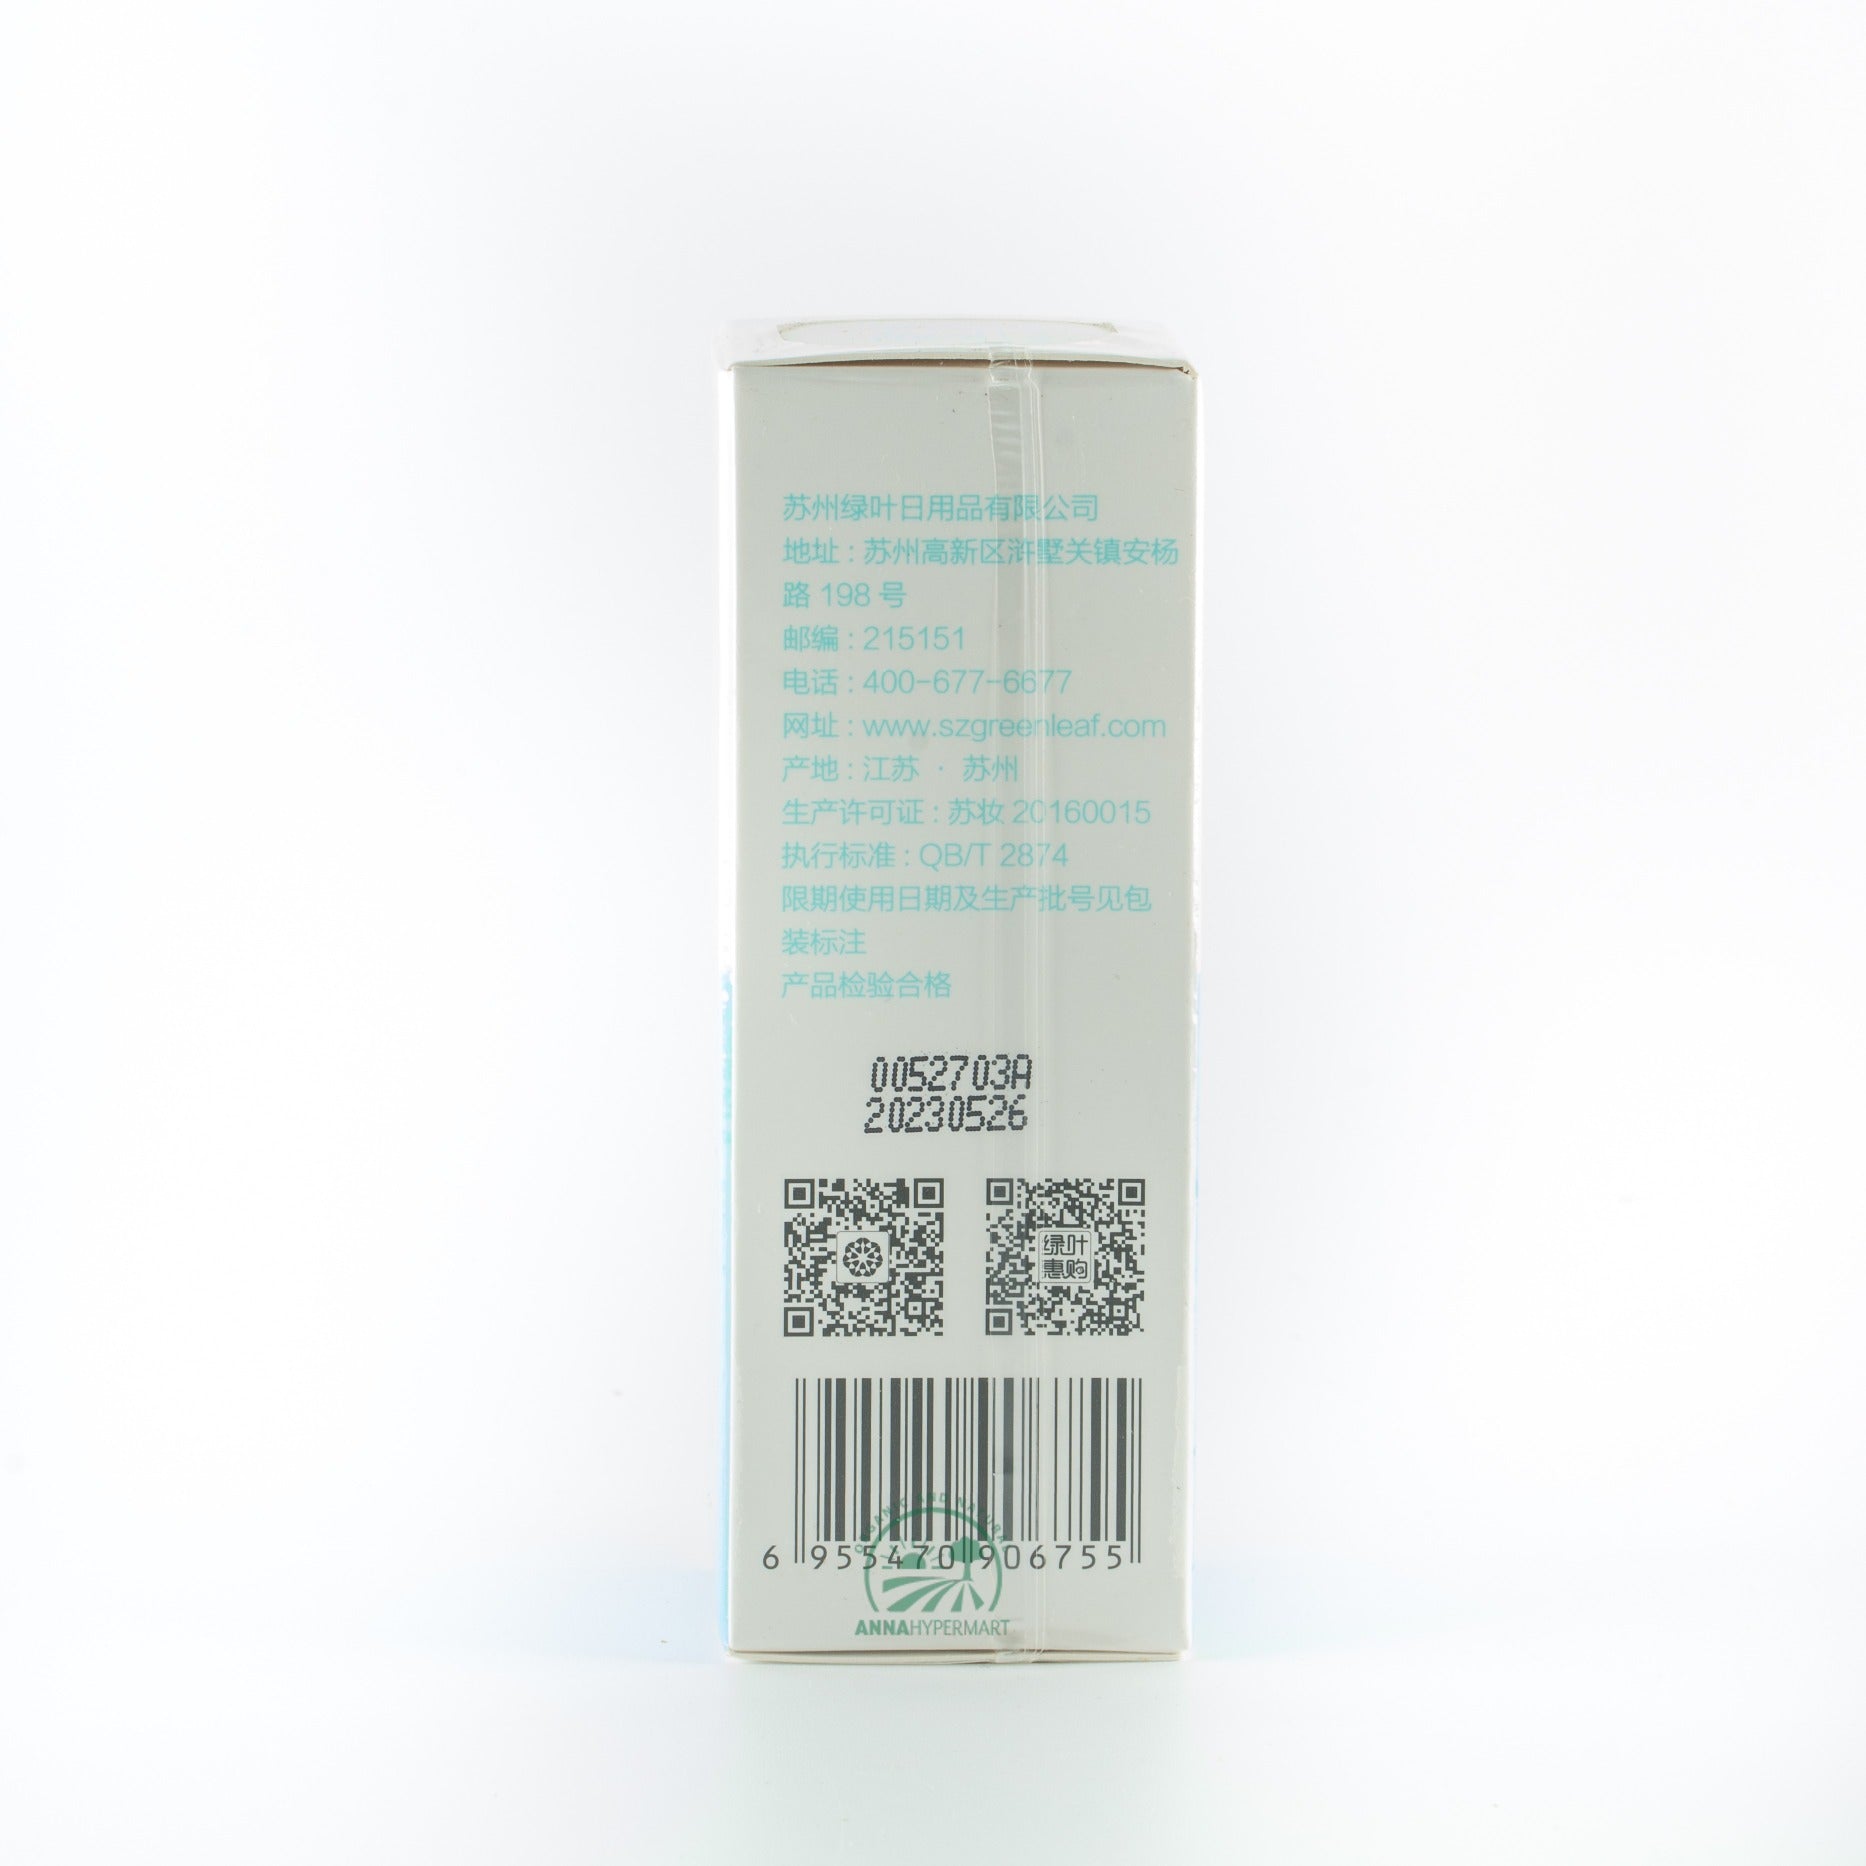 苏州绿叶日用品有限公司
地址：苏州高新区浒墅关镇安杨
路 198 号
邮编：215151
电话：400-677-6677
网址：www.szgreenleaf.com
产地：江苏 · 苏州
生产许可证：苏妆 20160015
执行标准：QB/T 2874
限期使用日期及生产批号见包
装标注
产品检验合格
0052703A
20230526
绿叶
惠购
6 955470 906755
ORGANIC AND NATURAL
ANNAHYPERMART